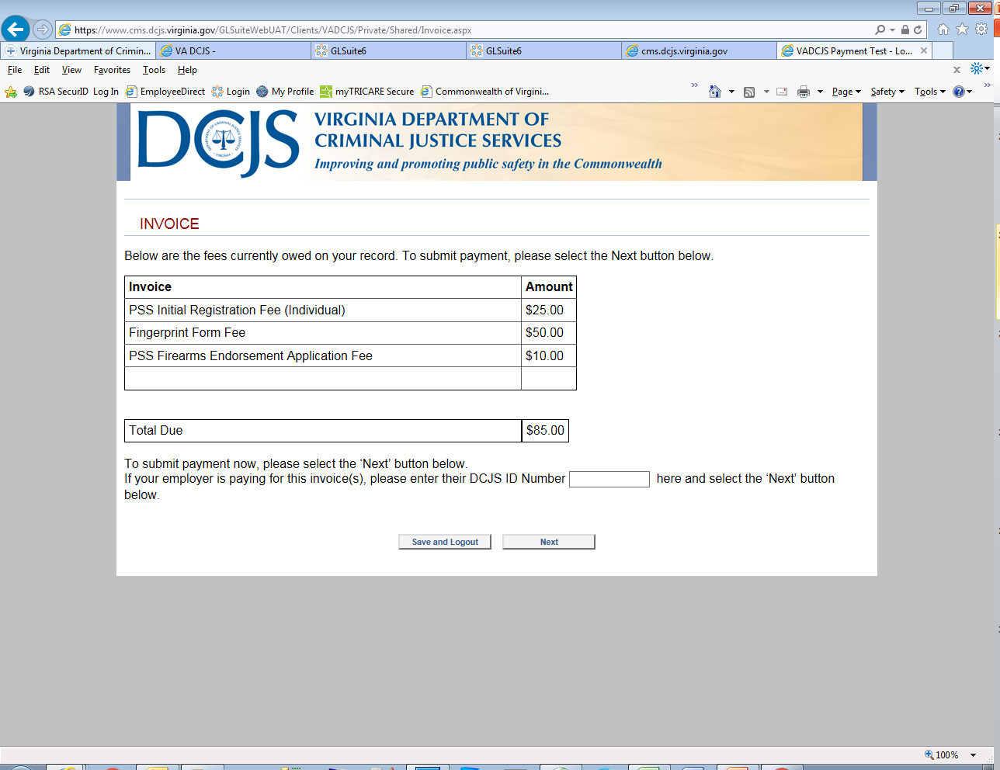 https://www.cms.dcjs.virginia.gov/GLSuiteWebUAT/Clients/VADCJS/Private/Shared/Invoice.aspx
Virginia Department of Crimin... VA DCJS - GLSuite6 GLSuite6 cms.dcjs.virginia.gov VADCJS Payment Test - Lo...
File Edit View Favorites Tools Help
RSA SecurID Log In EmployeeDirect Login My Profile myTRICARE Secure Commonwealth of Virgini... Page Safety Tools
DCJS
VIRGINIA DEPARTMENT OF
CRIMINAL JUSTICE SERVICES
Improving and promoting public safety in the Commonwealth
INVOICE
Below are the fees currently owed on your record. To submit payment, please select the Next button below.
Invoice Amount
PSS Initial Registration Fee (Individual) $25.00
Fingerprint Form Fee $50.00
PSS Firearms Endorsement Application Fee $10.00
Total Due $85.00
To submit payment now, please select the ‘Next’ button below.
If your employer is paying for this invoice(s), please enter their DCJS ID Number here and select the ‘Next’ button
below.
Save and Logout Next
100%